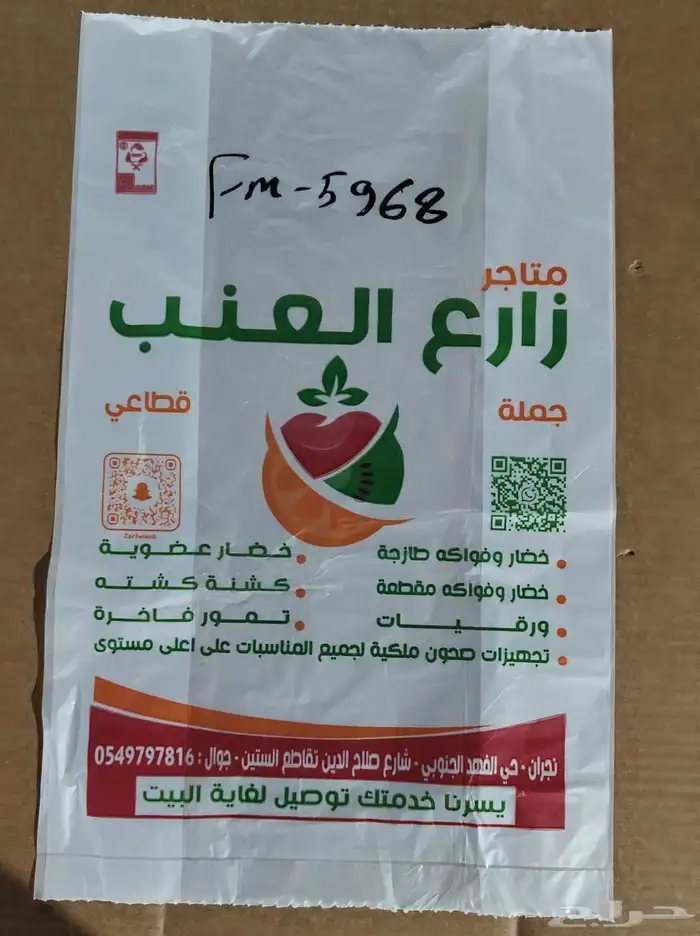 Fm-5968
متاجر
زارع العنب
جملة
قطاعي
خضار وفواكه طازجة
خضار عضوية
خضار وفواكه مقطعة
كشنة كشته
ورقيات
تمور فاخرة
تجهيزات صحون ملكية لجميع المناسبات على اعلى مستوى
نجران - حي الفهد الجنوبي - شارع صلاح الدين تقاطع الستين - جوال : 0549797816
يسرنا خدمتك توصيل لغاية البيت
حراج